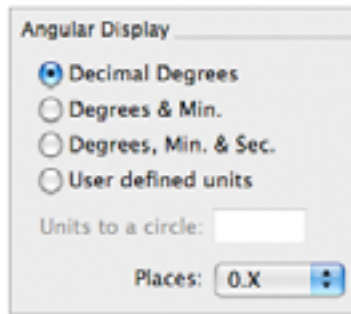 Angular Display
Decimal Degrees
Degrees & Min.
Degrees, Min. & Sec.
User defined units
Units to a circle:
Places: 0.X